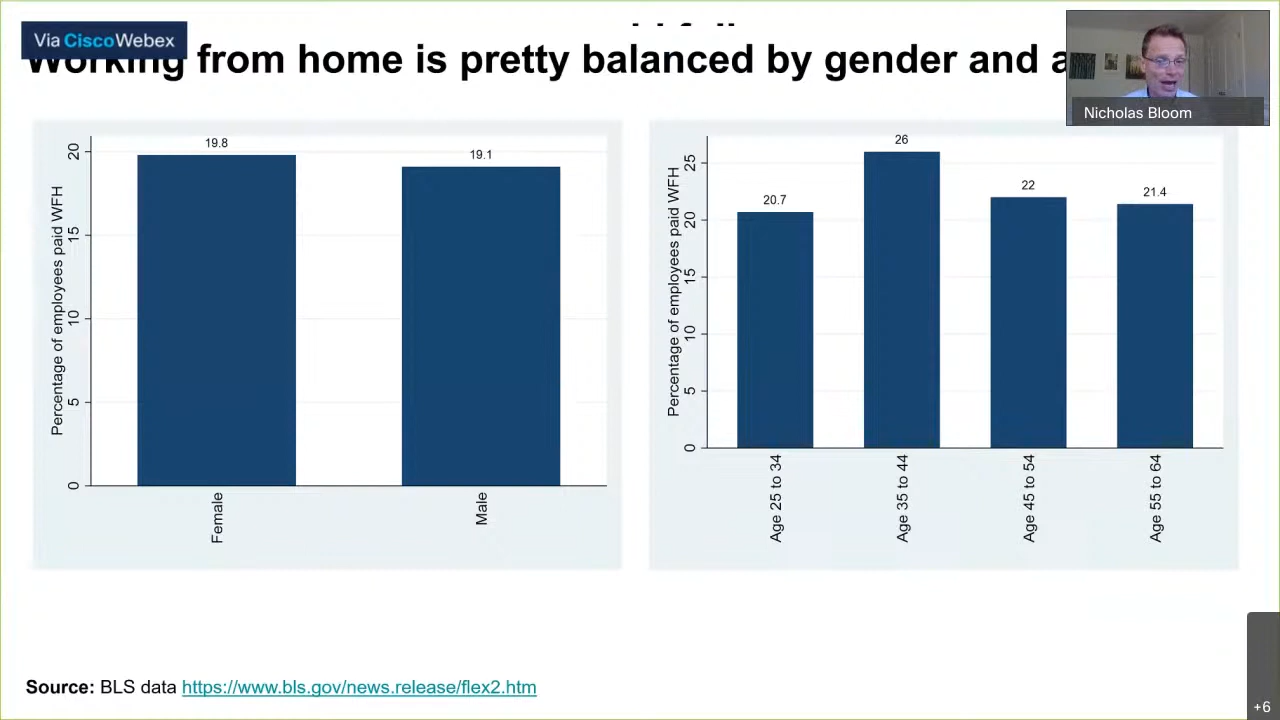 Via Cisco Webex
Working from home is pretty balanced by gender and a
Nicholas Bloom
Percentage of employees paid WFH
20
15
10
5
0
19.8
19.1
Female
Male
Percentage of employees paid WFH
25
20
15
10
5
0
20.7
26
22
21.4
Age 25 to 34
Age 35 to 44
Age 45 to 54
Age 55 to 64
Source: BLS data https://www.bls.gov/news.release/flex2.htm
+6